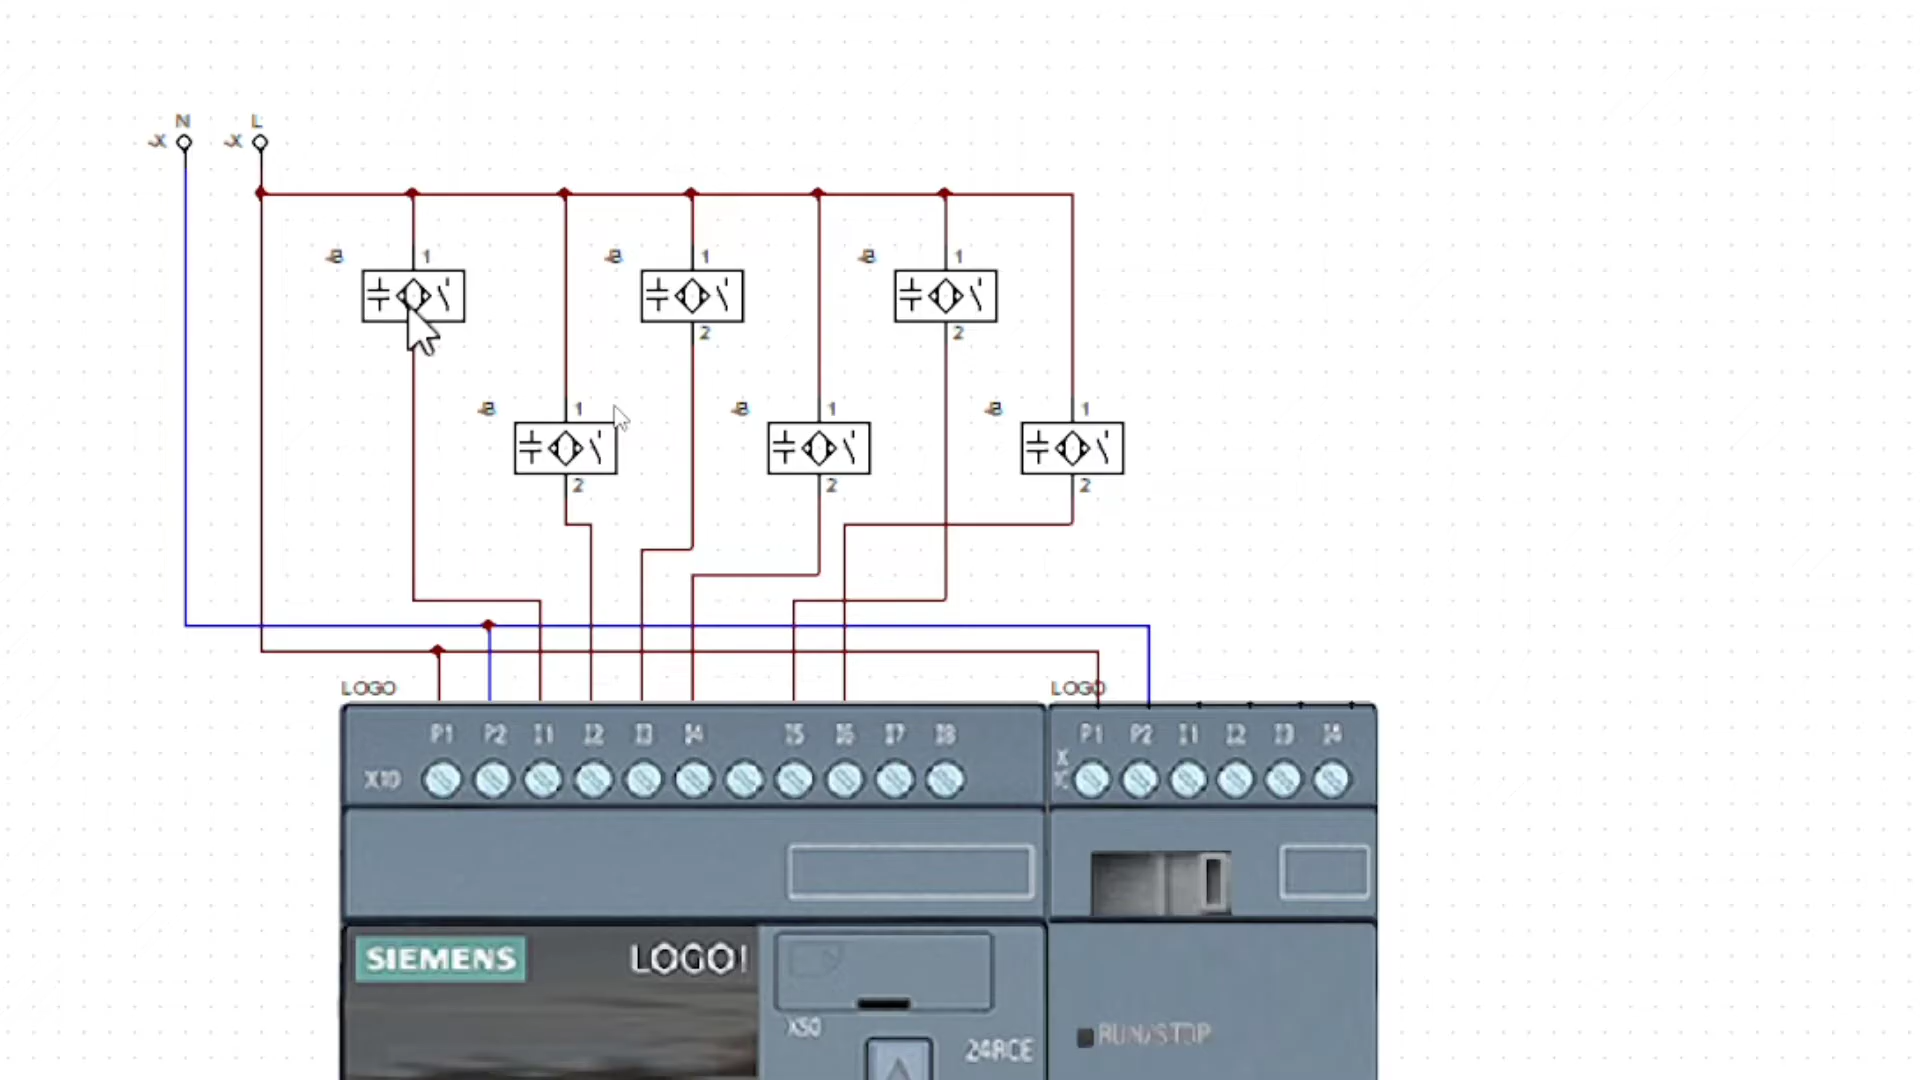 N L
-X -X
-B 1 -B 1 -B 1
2 2
-B 1 -B 1 -B 1
2 2 2
LOGO LOGO
P1 P2 I1 I2 I3 I4 I5 I6 I7 I8 P1 P2 I1 I2 I3 I4
X10 X
SIEMENS LOGO!
X50
24RCE
RUN/STOP